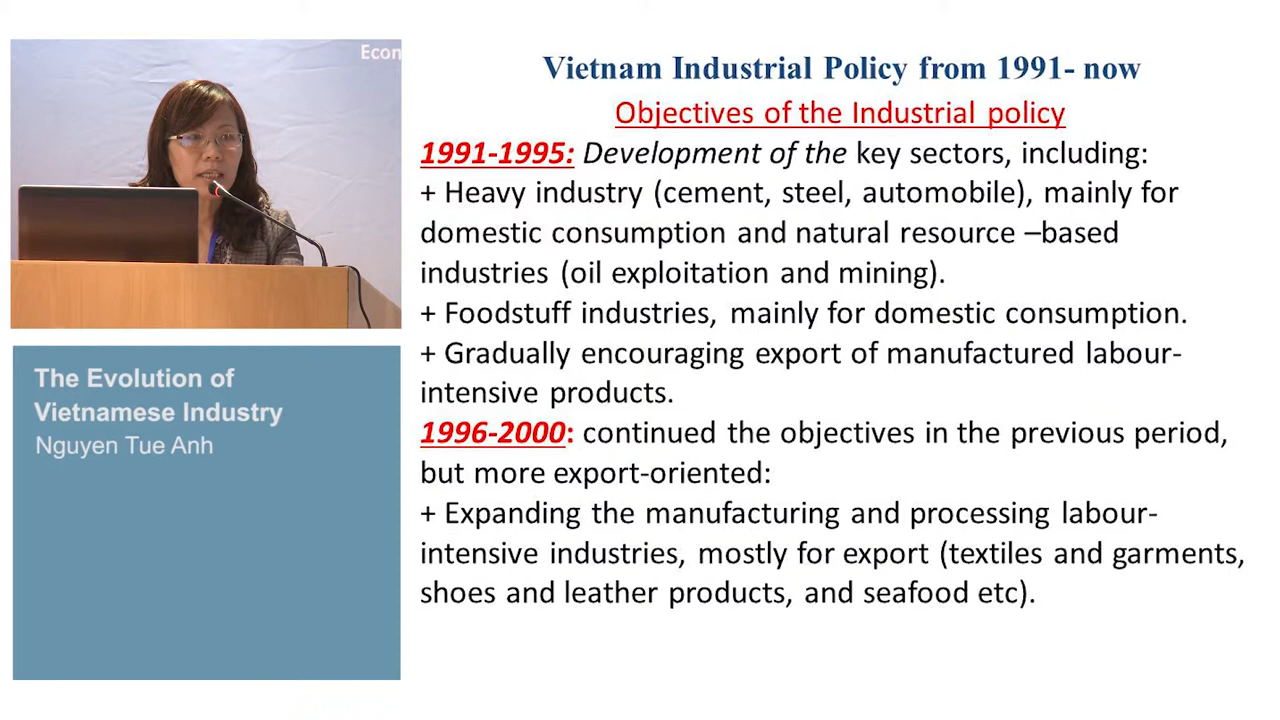 Econ
Vietnam Industrial Policy from 1991- now
Objectives of the Industrial policy
1991-1995: Development of the key sectors, including:
+ Heavy industry (cement, steel, automobile), mainly for
domestic consumption and natural resource –based
industries (oil exploitation and mining).
+ Foodstuff industries, mainly for domestic consumption.
+ Gradually encouraging export of manufactured labour-
intensive products.
1996-2000: continued the objectives in the previous period,
but more export-oriented:
+ Expanding the manufacturing and processing labour-
intensive industries, mostly for export (textiles and garments,
shoes and leather products, and seafood etc).
The Evolution of
Vietnamese Industry
Nguyen Tue Anh